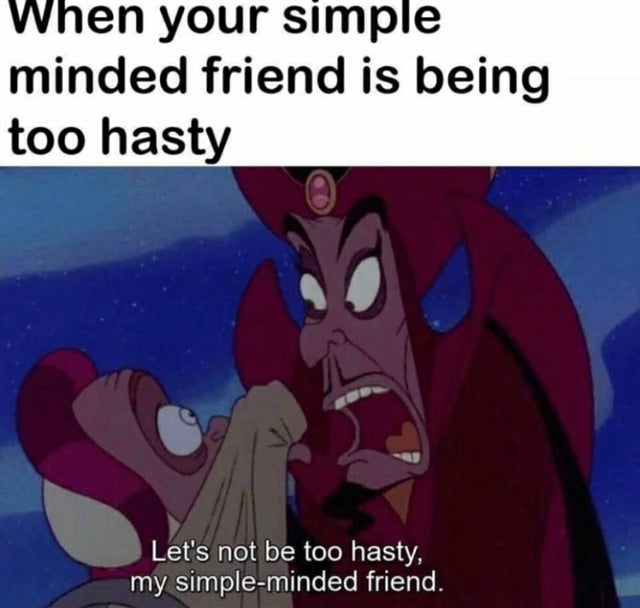 When your simple
minded friend is being
too hasty
Let's not be too hasty,
my simple-minded friend.